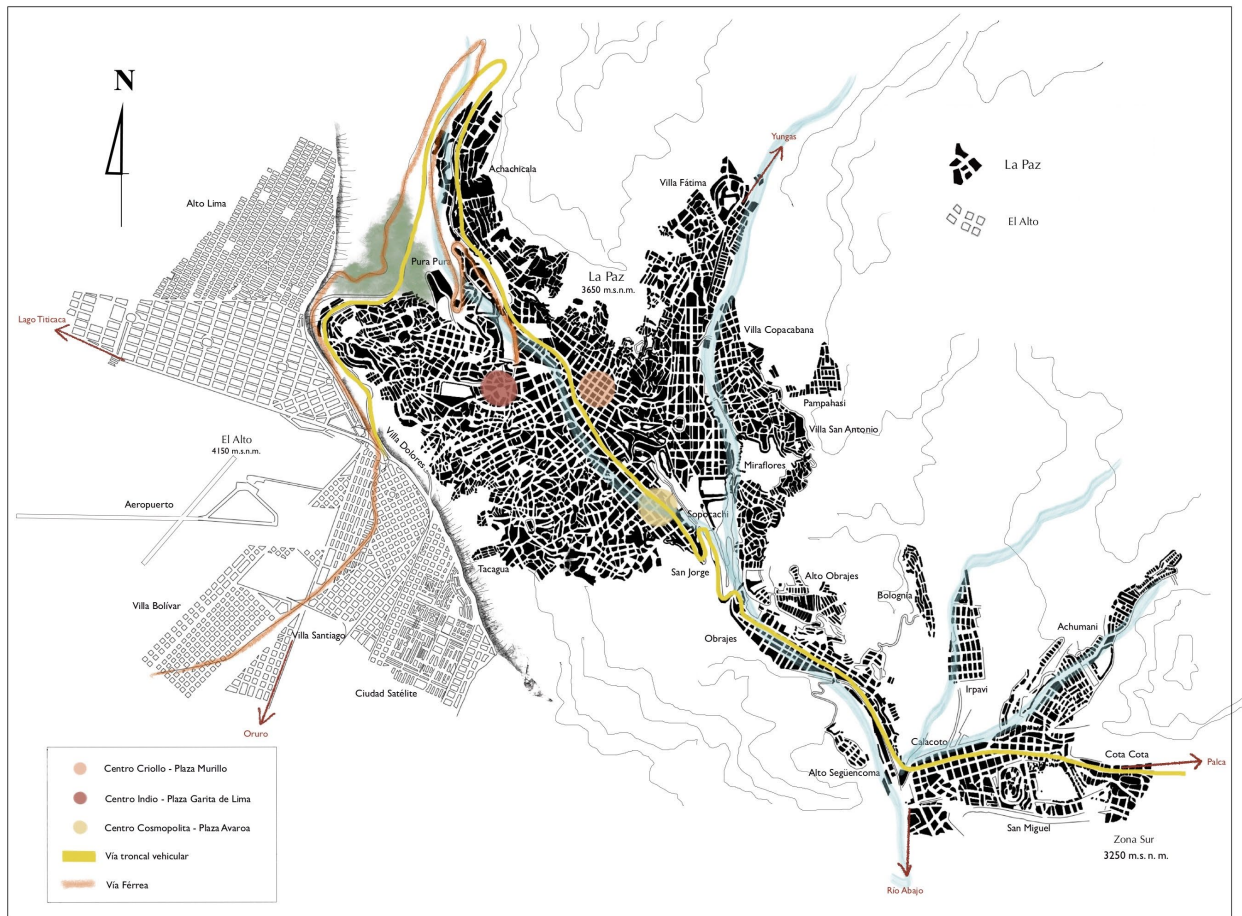 N
Yungas
La Paz
El Alto
Achachicala
Villa Fátima
Alto Lima
Pura Pura
La Paz
3650 m.s.n.m.
Lago Titicaca
Villa Copacabana
Pampahasi
Villa San Antonio
El Alto
4150 m.s.n.m.
Villa Dolores
Miraflores
Aeropuerto
Sopocachi
Tacagua
San Jorge
Alto Obrajes
Bolognia
Villa Bolívar
Villa Santiago
Obrajes
Achumani
Irpavi
Ciudad Satélite
Oruro
Calacoto
Cota Cota
Palca
Alto Següencoma
San Miguel
Zona Sur
3250 m.s. n. m.
Río Abajo
Centro Criollo - Plaza Murillo
Centro Indio - Plaza Garita de Lima
Centro Cosmopolita - Plaza Avaroa
Vía troncal vehicular
Vía Férrea